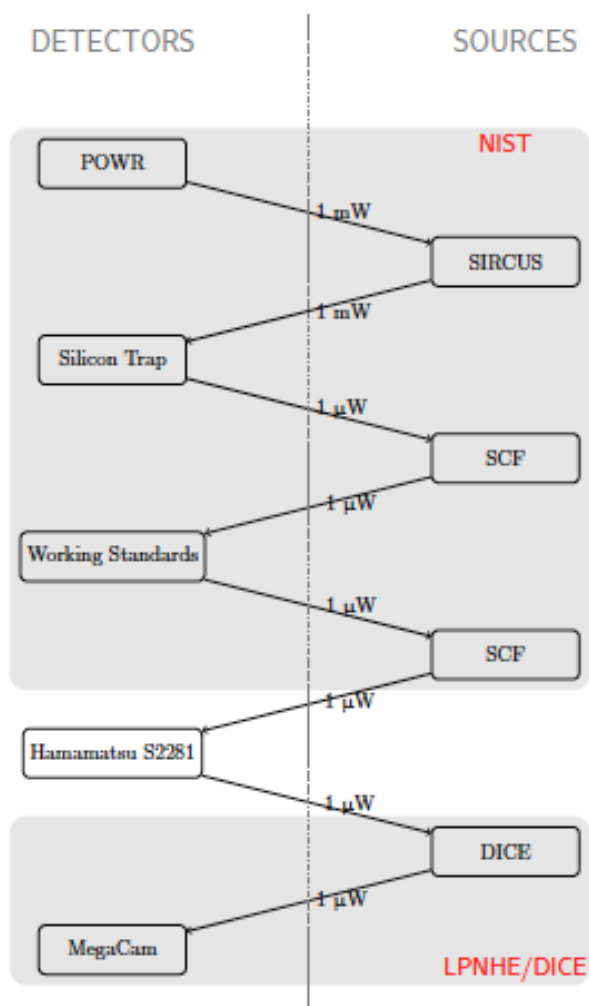 DETECTORS SOURCES
NIST
POWR
1 mW
SIRCUS
1 mW
Silicon Trap
1 μW
SCF
1 μW
Working Standards
1 μW
SCF
1 μW
Hamamatsu S2281
1 μW
DICE
1 μW
MegaCam
LPNHE/DICE